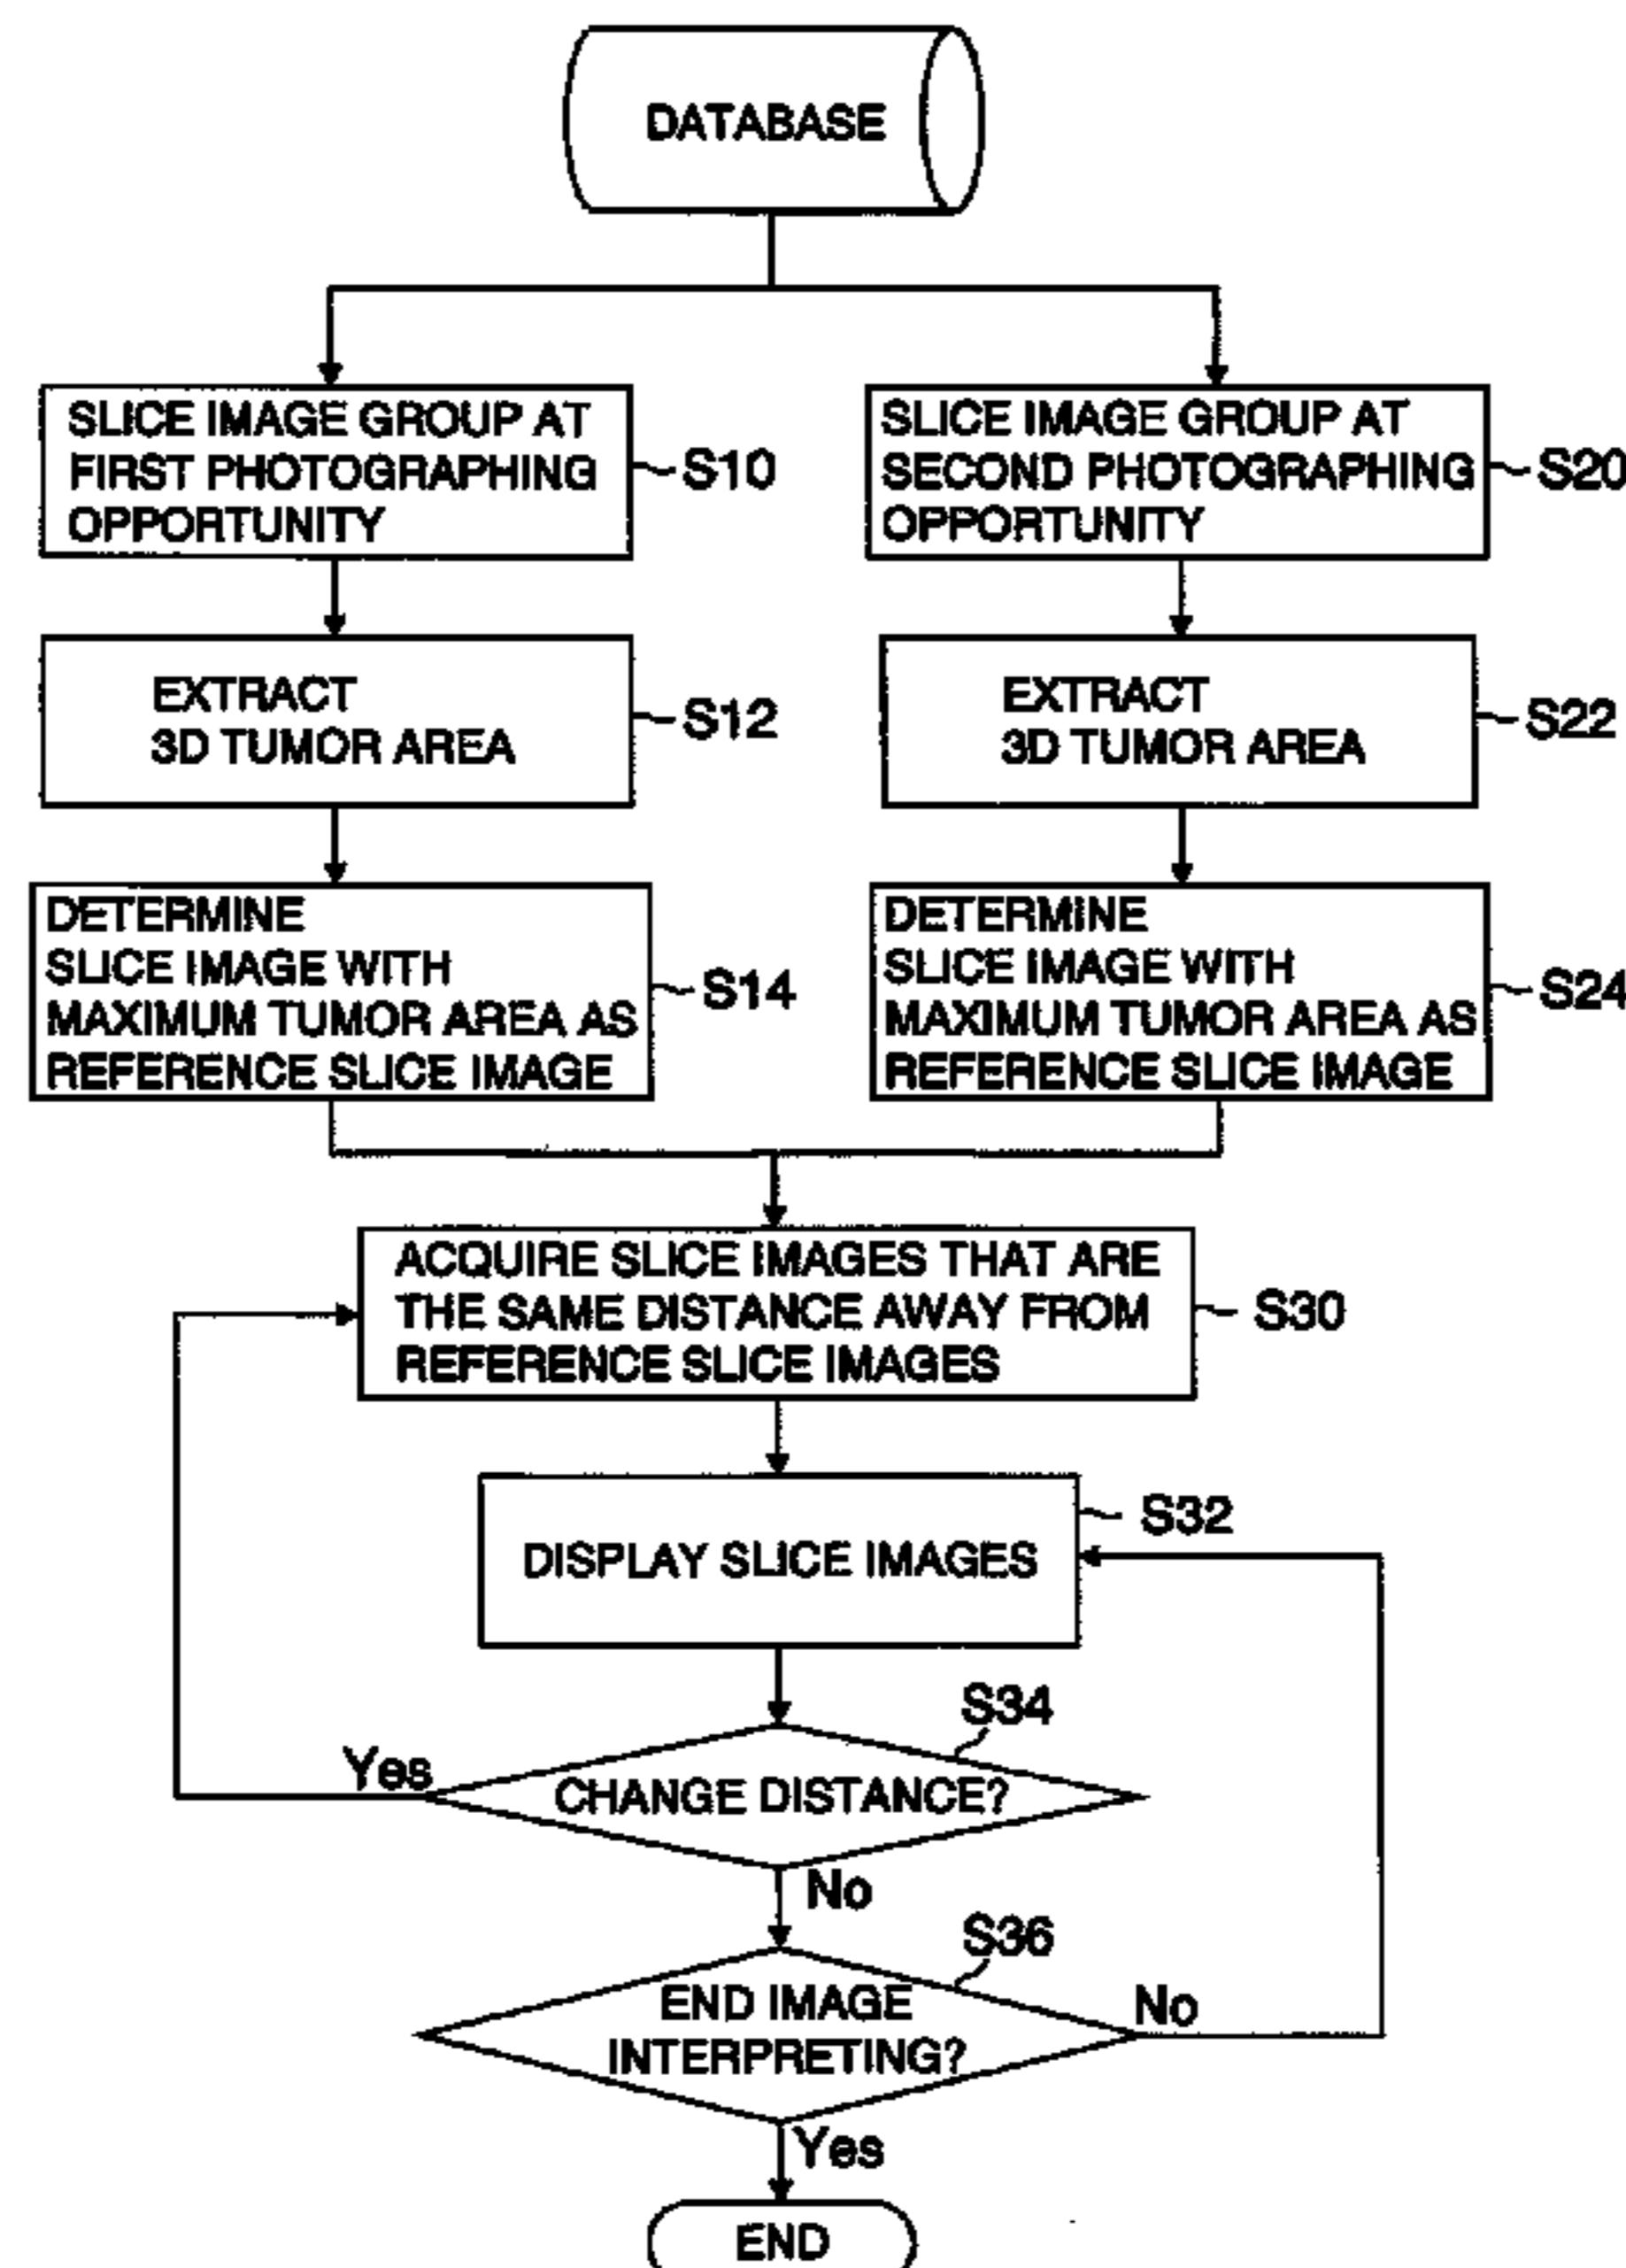 DATABASE
SLICE IMAGE GROUP AT
FIRST PHOTOGRAPHING
OPPORTUNITY
S10
SLICE IMAGE GROUP AT
SECOND PHOTOGRAPHING
OPPORTUNITY
S20
EXTRACT
3D TUMOR AREA
S12
EXTRACT
3D TUMOR AREA
S22
DETERMINE
SLICE IMAGE WITH
MAXIMUM TUMOR AREA AS
REFERENCE SLICE IMAGE
S14
DETERMINE
SLICE IMAGE WITH
MAXIMUM TUMOR AREA AS
REFERENCE SLICE IMAGE
S24
ACQUIRE SLICE IMAGES THAT ARE
THE SAME DISTANCE AWAY FROM
REFERENCE SLICE IMAGES
S30
DISPLAY SLICE IMAGES
S32
S34
Yes
CHANGE DISTANCE?
No
S36
END IMAGE
INTERPRETING?
No
Yes
END